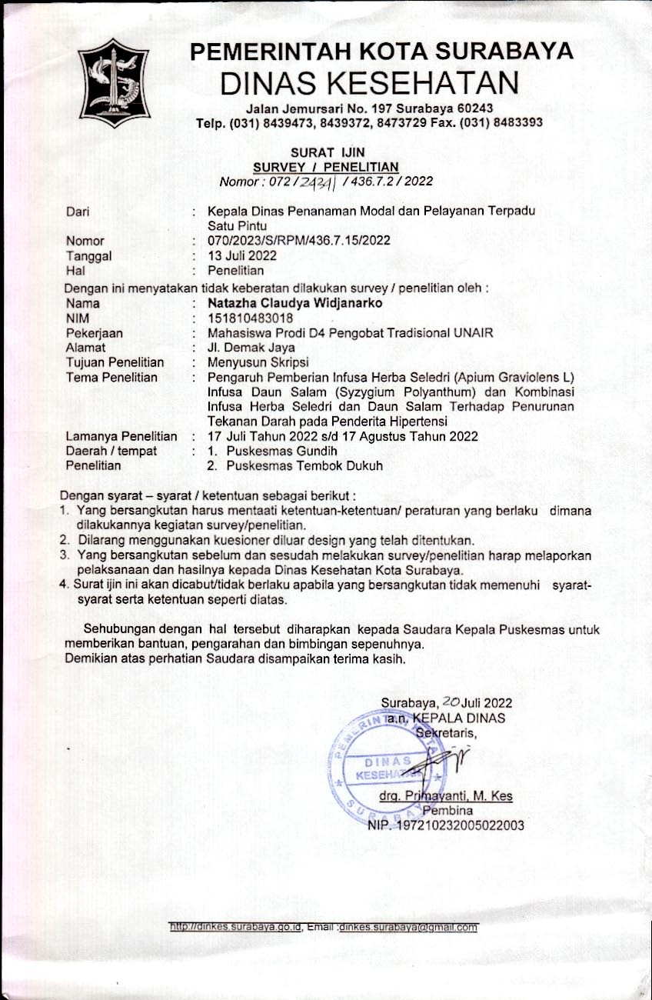 PEMERINTAH KOTA SURABAYA
DINAS KESEHATAN
Jalan Jemursari No. 197 Surabaya 60243
Telp. (031) 8439473, 8439372, 8473729 Fax. (031) 8483393
SURAT IJIN
SURVEY / PENELITIAN
Nomor : 072 / / 436.7.2 / 2022
Dari : Kepala Dinas Penanaman Modal dan Pelayanan Terpadu
Satu Pintu
Nomor : 070/2023/S/RPM/436.7.15/2022
Tanggal : 13 Juli 2022
Hal : Penelitian
Dengan ini menyatakan tidak keberatan dilakukan survey / penelitian oleh :
Nama : Natazha Claudya Widjanarko
NIM : 151810483018
Pekerjaan : Mahasiswa Prodi D4 Pengobat Tradisional UNAIR
Alamat : Jl. Demak Jaya
Tujuan Penelitian : Menyusun Skripsi
Tema Penelitian : Pengaruh Pemberian Infusa Herba Seledri (Apium Graviolens L)
Infusa Daun Salam (Syzygium Polyanthum) dan Kombinasi
Infusa Herba Seledri dan Daun Salam Terhadap Penurunan
Tekanan Darah pada Penderita Hipertensi
Lamanya Penelitian : 17 Juli Tahun 2022 s/d 17 Agustus Tahun 2022
Daerah / tempat : 1. Puskesmas Gundih
Penelitian 2. Puskesmas Tembok Dukuh
Dengan syarat – syarat / ketentuan sebagai berikut :
1. Yang bersangkutan harus mentaati ketentuan-ketentuan/ peraturan yang berlaku dimana
dilakukannya kegiatan survey/penelitian.
2. Dilarang menggunakan kuesioner diluar design yang telah ditentukan.
3. Yang bersangkutan sebelum dan sesudah melakukan survey/penelitian harap melaporkan
pelaksanaan dan hasilnya kepada Dinas Kesehatan Kota Surabaya.
4. Surat ijin ini akan dicabut/tidak berlaku apabila yang bersangkutan tidak memenuhi syarat-
syarat serta ketentuan seperti diatas.
Sehubungan dengan hal tersebut diharapkan kepada Saudara Kepala Puskesmas untuk
memberikan bantuan, pengarahan dan bimbingan sepenuhnya.
Demikian atas perhatian Saudara disampaikan terima kasih.
Surabaya, 20 Juli 2022
a.n. KEPALA DINAS
Sekretaris,
PEMERINTAH KOTA
DINAS
KESEHATAN
SURABAYA
drg. Primayanti, M. Kes
Pembina
NIP. 197210232005022003
http://dinkes.surabaya.go.id, Email :dinkes.surabaya@gmail.com